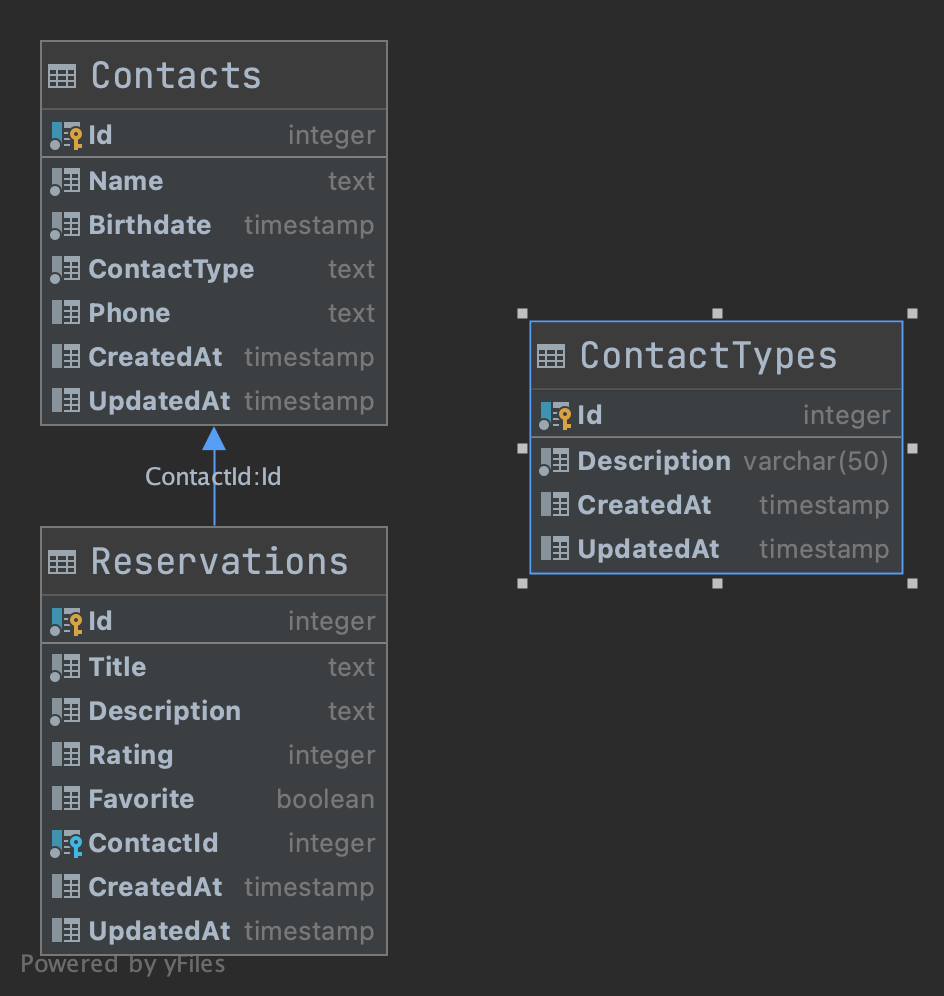 Contacts
Id integer
Name text
Birthdate timestamp
ContactType text
Phone text
CreatedAt timestamp
UpdatedAt timestamp
ContactId:Id
Reservations
Id integer
Title text
Description text
Rating integer
Favorite boolean
ContactId integer
CreatedAt timestamp
UpdatedAt timestamp
Powered by yFiles
ContactTypes
Id integer
Description varchar(50)
CreatedAt timestamp
UpdatedAt timestamp